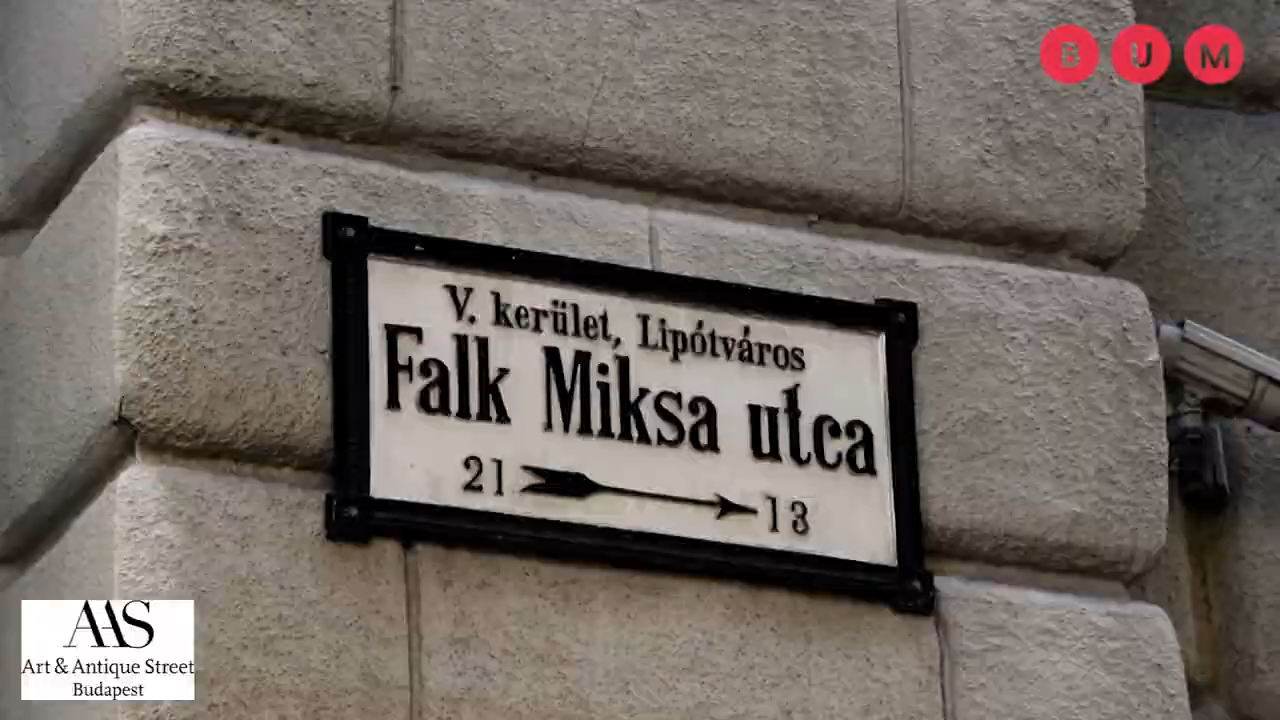 B U M
V. kerület, Lipótváros
Falk Miksa utca
21 13
AAS
Art & Antique Street
Budapest